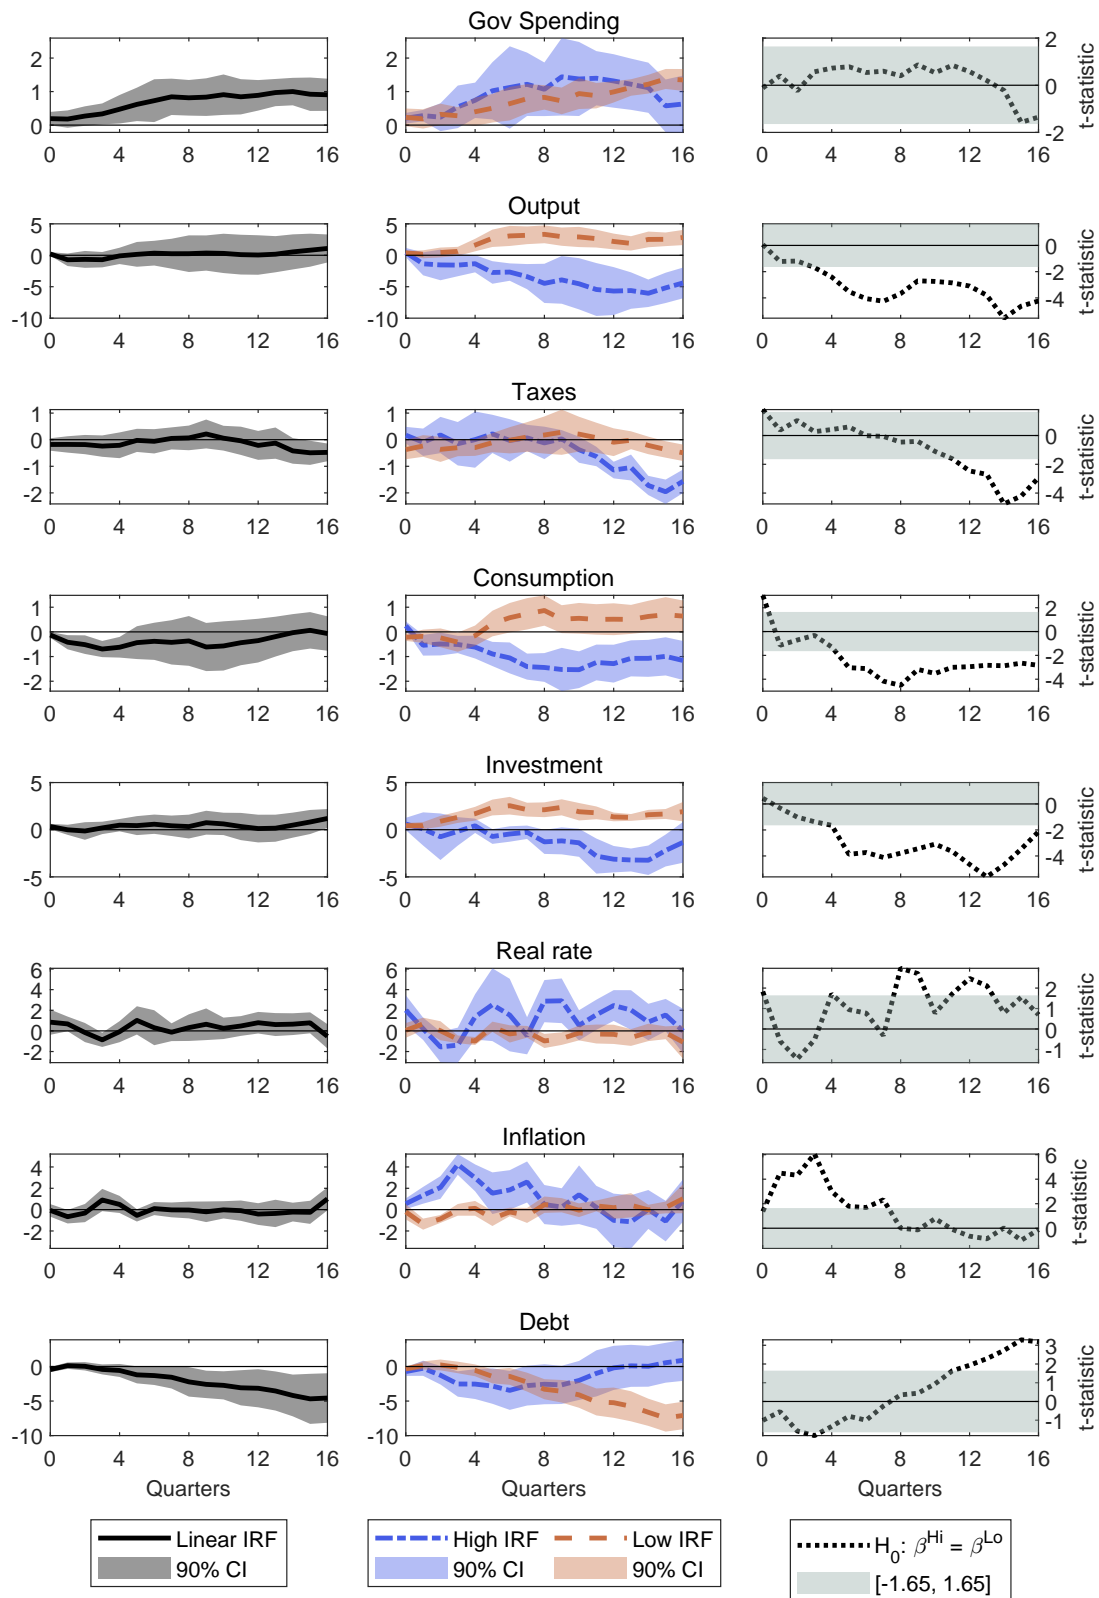 Gov Spending
2
1
0
0 4 8 12 16
2
1
0
0 4 8 12 16
2
0
-2
0 4 8 12 16
t-statistic
Output
5
0
-5
-10
0 4 8 12 16
5
0
-5
-10
0 4 8 12 16
0
-2
-4
0 4 8 12 16
t-statistic
Taxes
1
0
-1
-2
0 4 8 12 16
1
0
-1
-2
0 4 8 12 16
0
-2
-4
0 4 8 12 16
t-statistic
Consumption
1
0
-1
-2
0 4 8 12 16
1
0
-1
-2
0 4 8 12 16
2
0
-2
-4
0 4 8 12 16
t-statistic
Investment
5
0
-5
0 4 8 12 16
5
0
-5
0 4 8 12 16
0
-2
-4
0 4 8 12 16
t-statistic
Real rate
6
4
2
0
-2
0 4 8 12 16
6
4
2
0
-2
0 4 8 12 16
2
1
0
-1
0 4 8 12 16
t-statistic
Inflation
4
2
0
-2
0 4 8 12 16
4
2
0
-2
0 4 8 12 16
6
4
2
0
0 4 8 12 16
t-statistic
Debt
0
-5
-10
0 4 8 12 16
Quarters
0
-5
-10
0 4 8 12 16
Quarters
3
2
1
0
-1
0 4 8 12 16
Quarters
t-statistic
Linear IRF
90% CI
High IRF Low IRF
90% CI 90% CI
H0: βHi = βLo
[-1.65, 1.65]